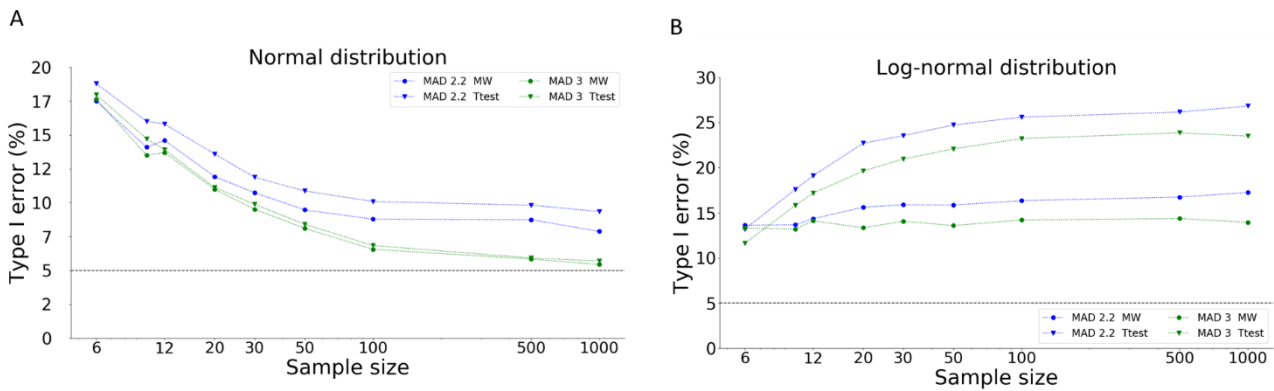 A
Normal distribution
Type I error (%)
20
17
15
12
10
7
5
2
0
MAD 2.2 MW
MAD 2.2 Ttest
MAD 3 MW
MAD 3 Ttest
6
12
20
30
50
100
500
1000
Sample size
B
Log-normal distribution
Type I error (%)
30
25
20
15
10
5
0
MAD 2.2 MW
MAD 2.2 Ttest
MAD 3 MW
MAD 3 Ttest
6
12
20
30
50
100
500
1000
Sample size